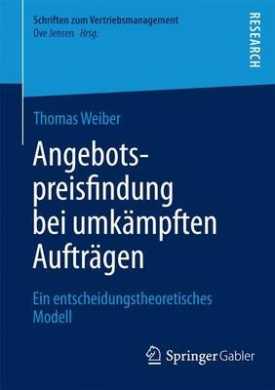 Schriften zum Vertriebsmanagement
Ove Jensen Hrsg.
RESEARCH
Thomas Weiber
Angebots-
preisfindung
bei umkämpften
Aufträgen
Ein entscheidungstheoretisches
Modell
Springer Gabler